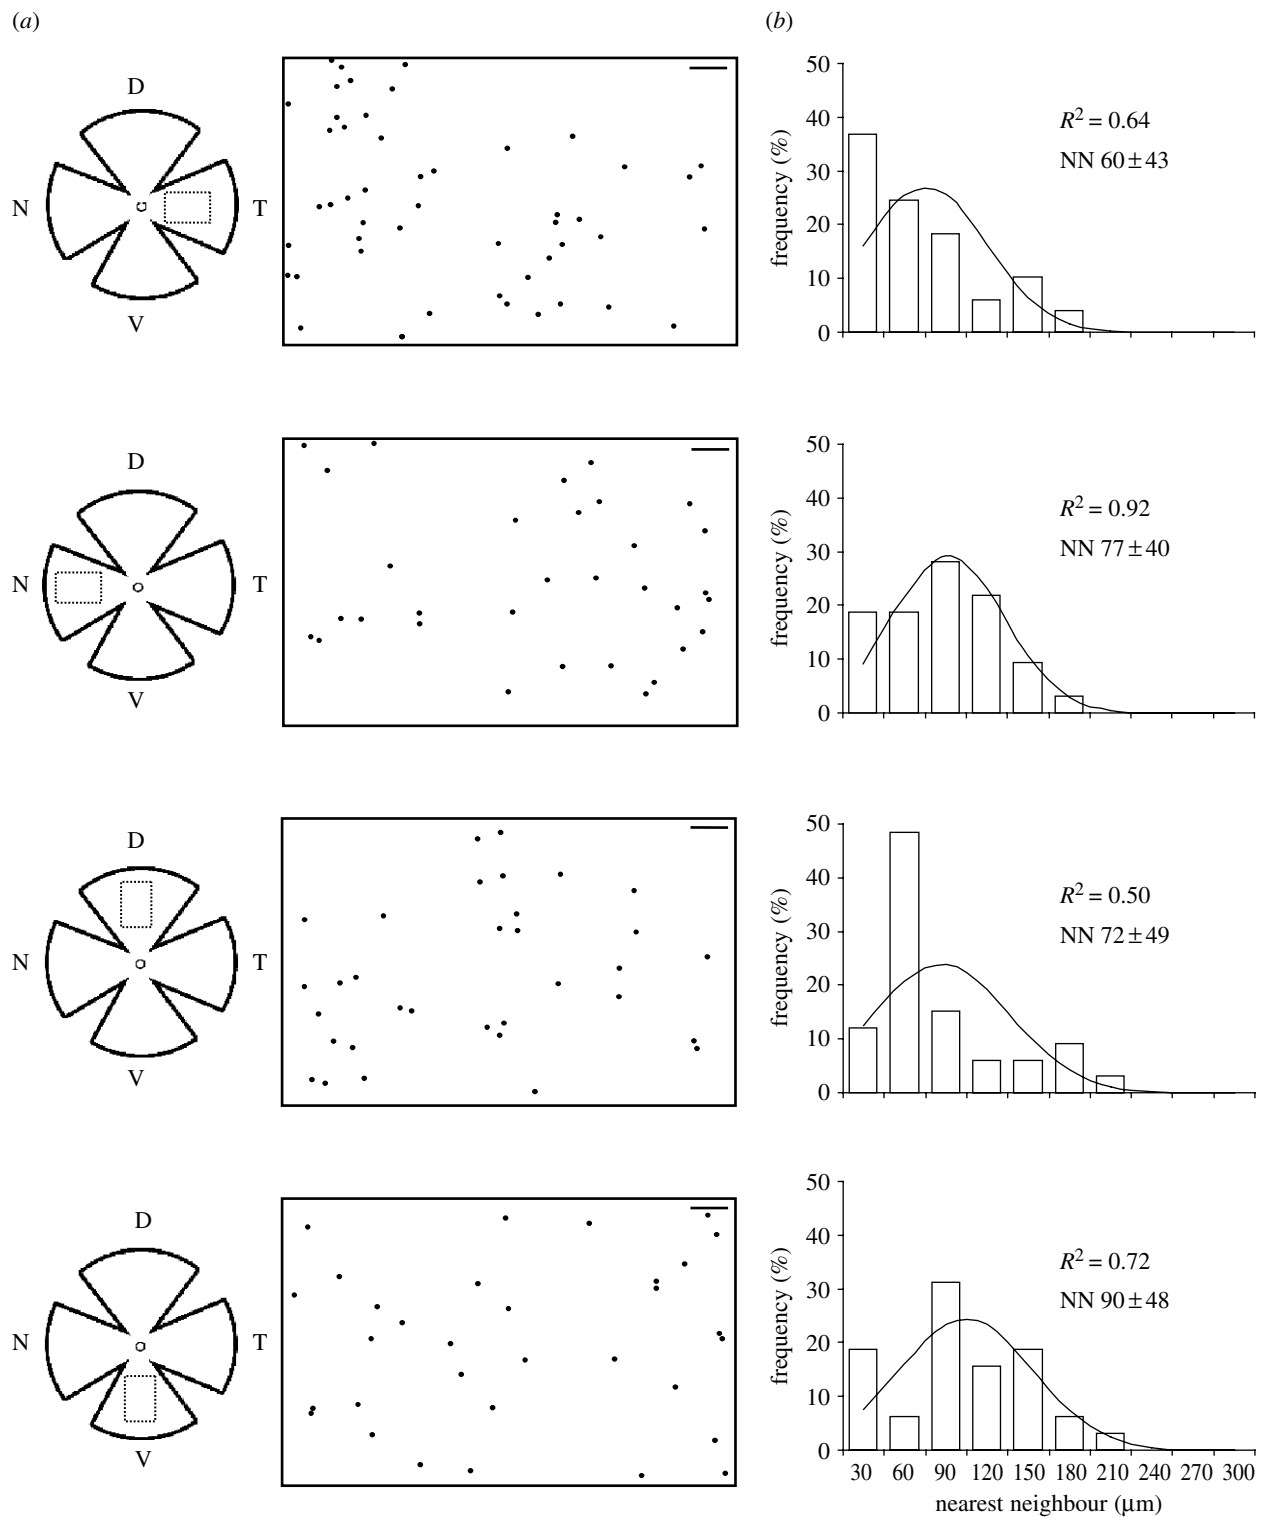 (a)
(b)
D
N
T
V
50
40
30
20
10
0
frequency (%)
R² = 0.64
NN 60 ± 43
D
N
T
V
50
40
30
20
10
0
frequency (%)
R² = 0.92
NN 77 ± 40
D
N
T
V
50
40
30
20
10
0
frequency (%)
R² = 0.50
NN 72 ± 49
D
N
T
V
50
40
30
20
10
0
frequency (%)
R² = 0.72
NN 90 ± 48
30 60 90 120 150 180 210 240 270 300
nearest neighbour (μm)